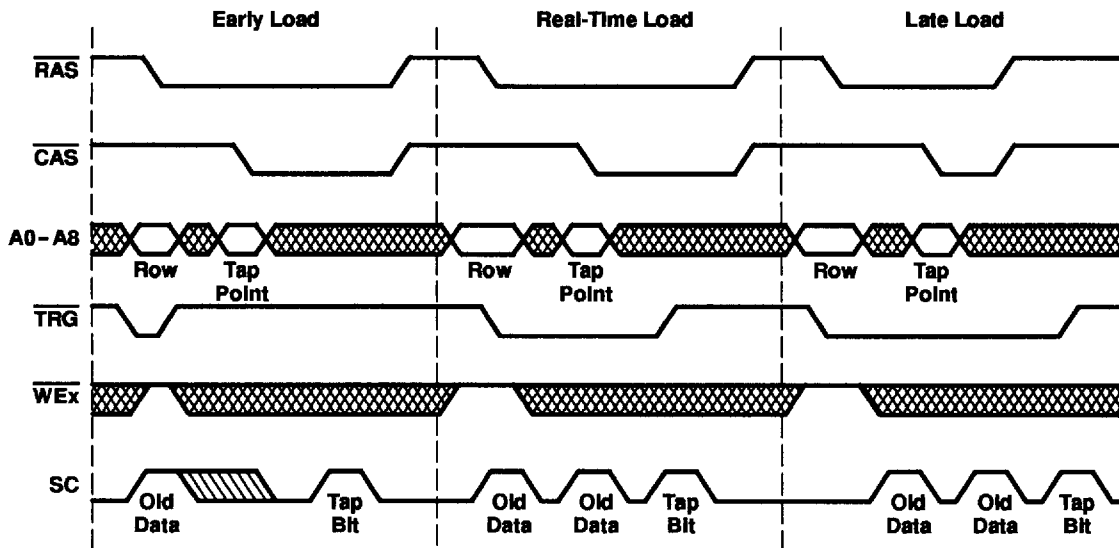 Early Load Real-Time Load Late Load
RAS
CAS
A0–A8
Row Tap Point Row Tap Point Row Tap Point
TRG
WEx
SC
Old Data Tap Bit Old Data Old Data Tap Bit Old Data Old Data Tap Bit